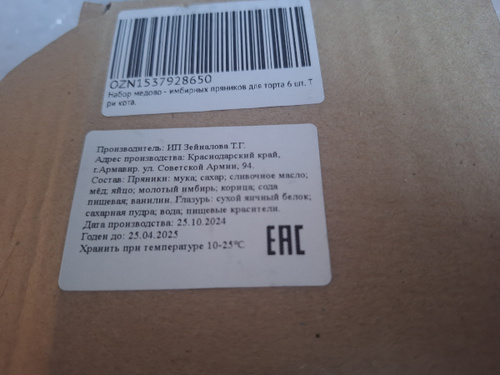 OZN1537928650
Набор медово - имбирных пряников для торта 6 шт. Т
ри кота.
Производитель: ИП Зейналова Т.Г.
Адрес производства: Краснодарский край,
г.Армавир. ул. Советской Армии, 94.
Состав: Пряники: мука; сахар; сливочное масло;
мёд; яйцо; молотый имбирь; корица; сода
пищевая; ванилин. Глазурь: сухой яичный белок;
сахарная пудра; вода; пищевые красители.
Дата производства: 25.10.2024
Годен до: 25.04.2025
Хранить при температуре 10-25°С
EAC